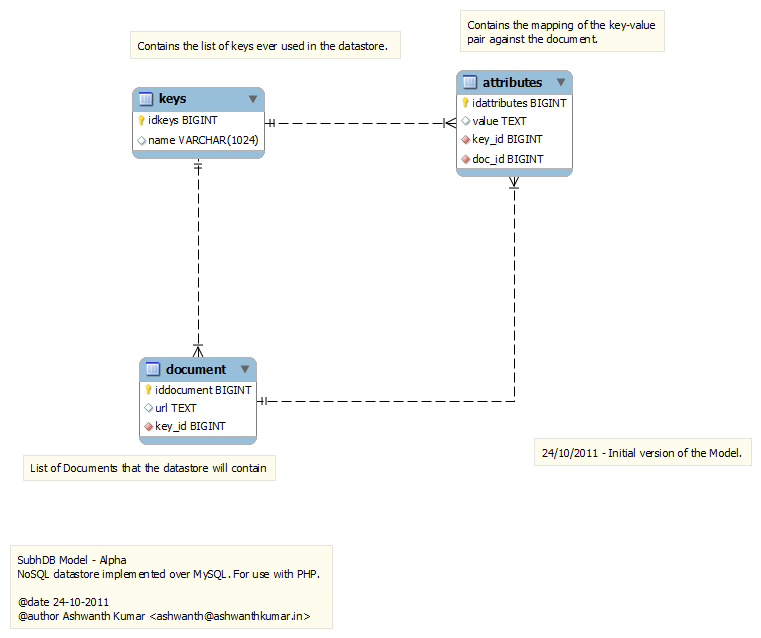 Contains the list of keys ever used in the datastore.
Contains the mapping of the key-value
pair against the document.
keys
idkeys BIGINT
name VARCHAR(1024)
attributes
idattributes BIGINT
value TEXT
key_id BIGINT
doc_id BIGINT
document
iddocument BIGINT
url TEXT
key_id BIGINT
List of Documents that the datastore will contain
24/10/2011 - Initial version of the Model.
SubhDB Model - Alpha
NoSQL datastore implemented over MySQL. For use with PHP.
@date 24-10-2011
@author Ashwanth Kumar <ashwanth@ashwanthkumar.in>